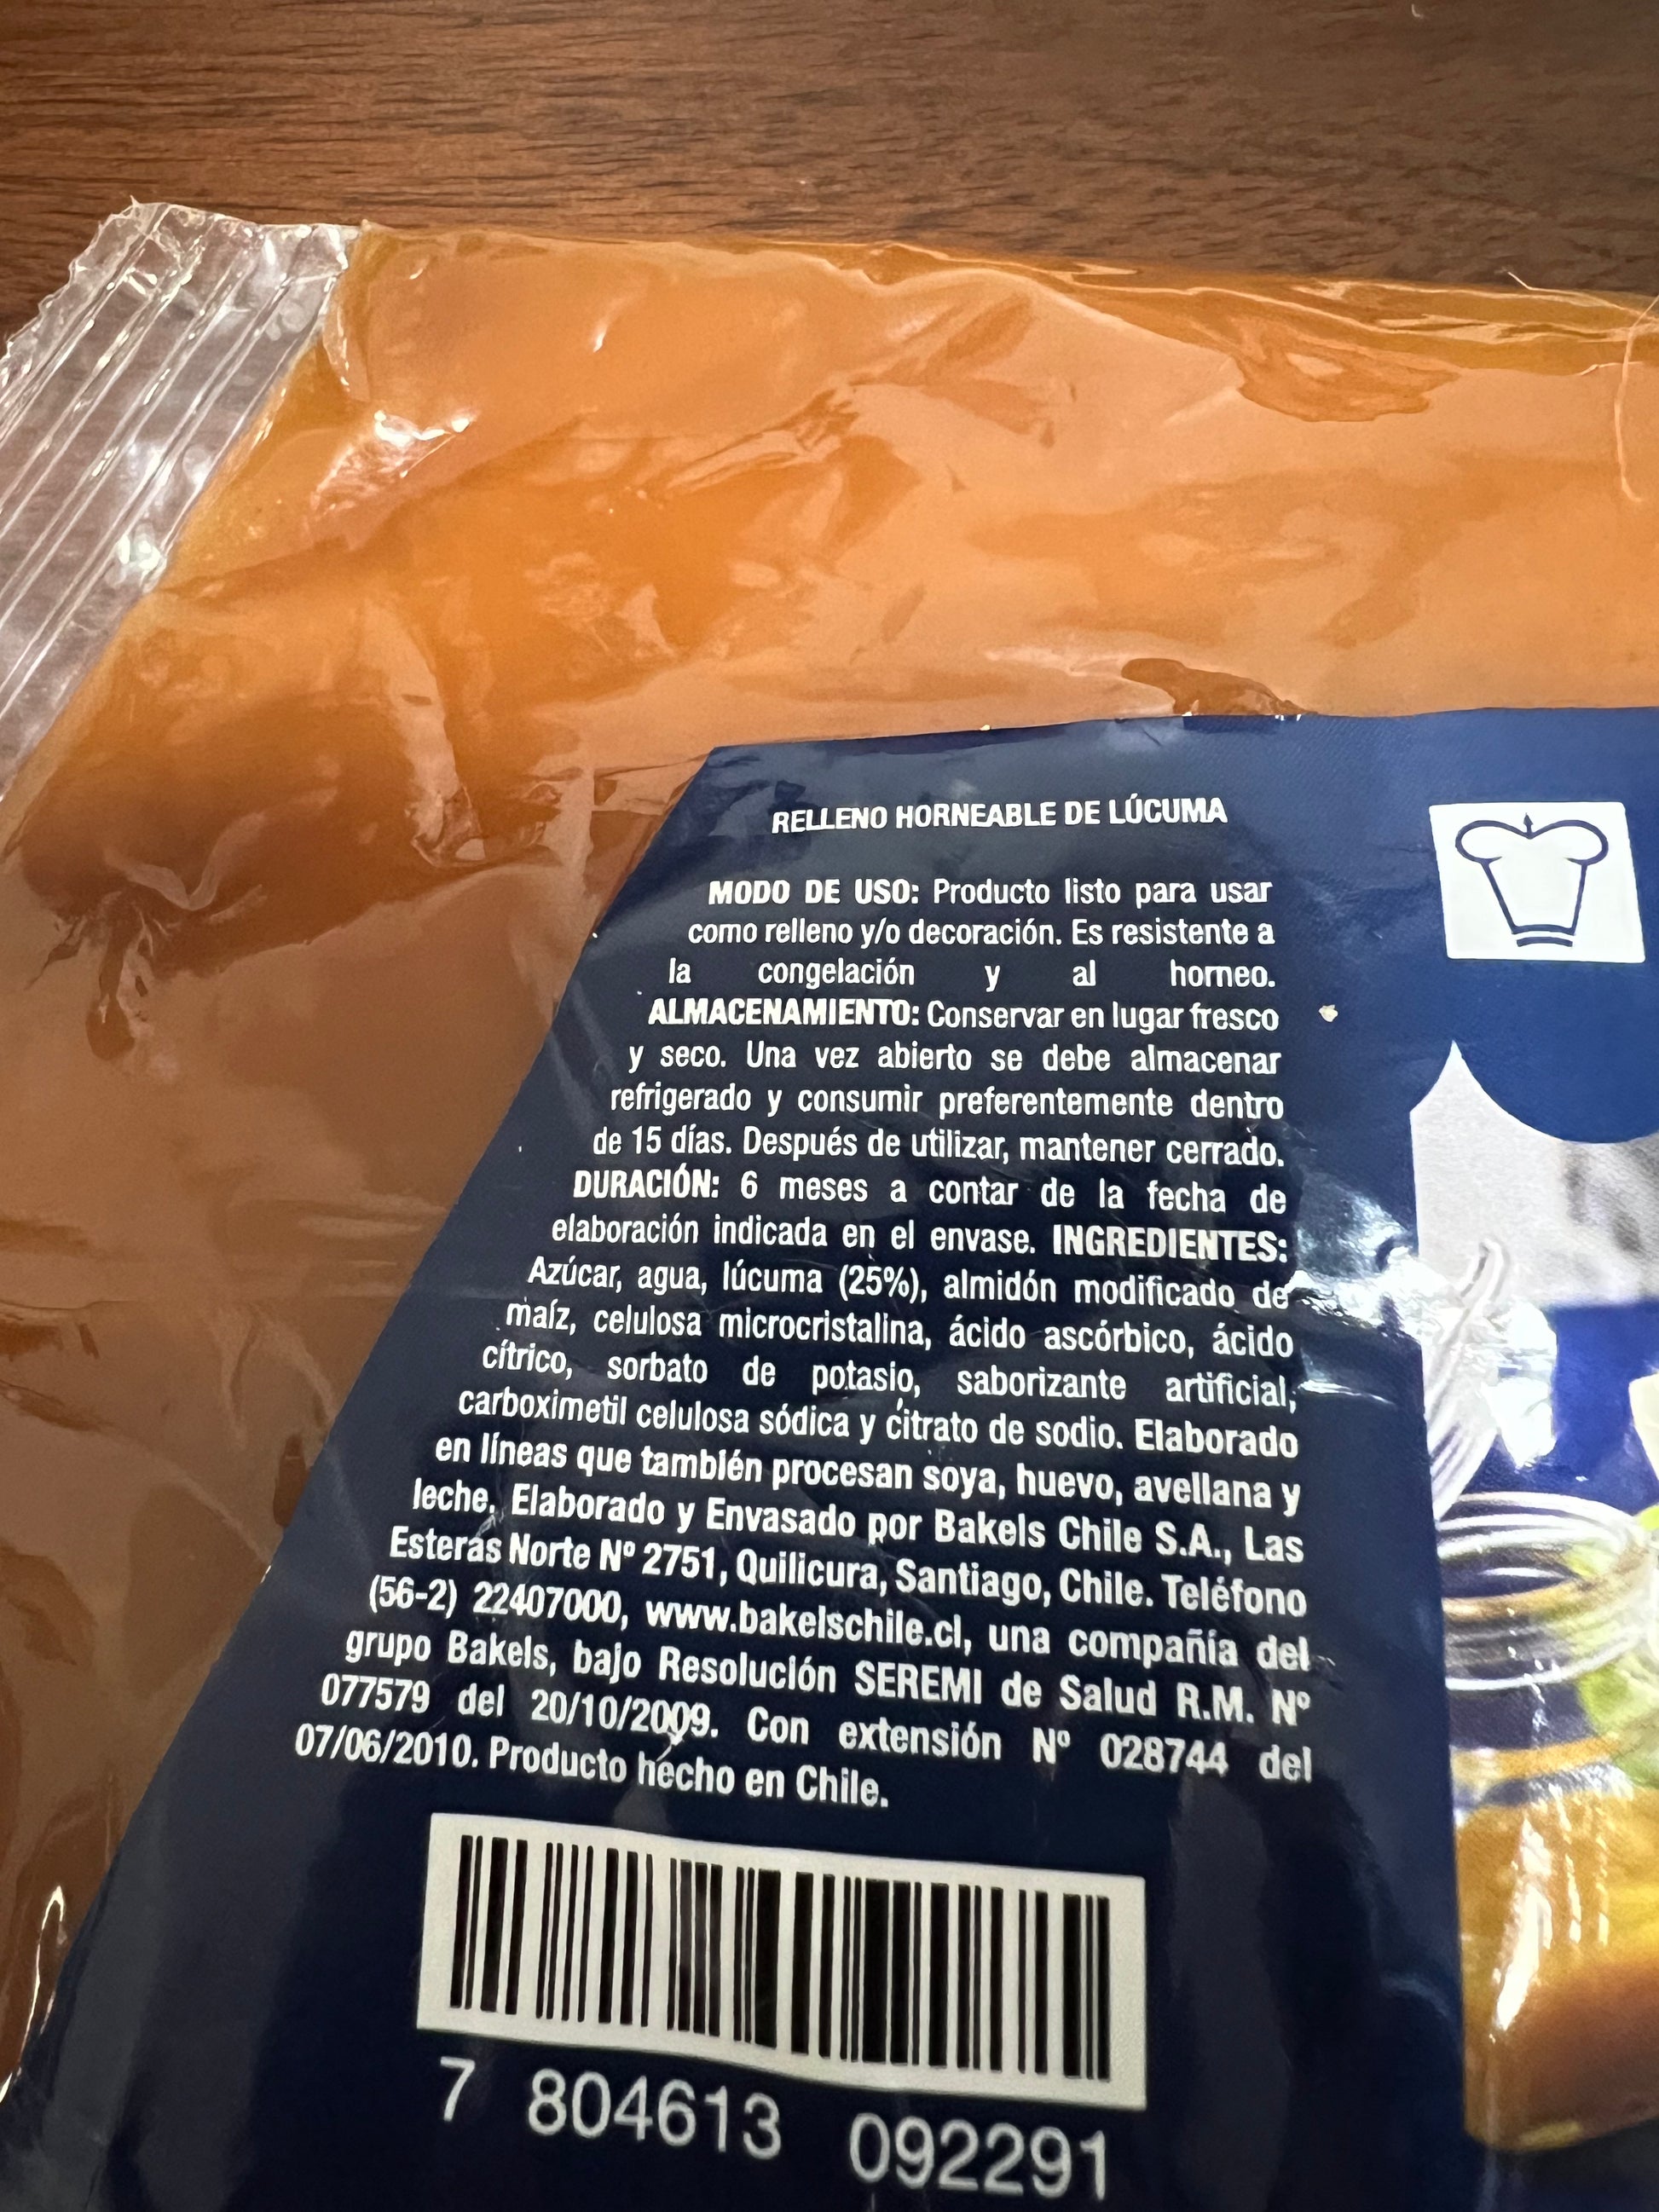 RELLENO HORNEABLE DE LÚCUMA
MODO DE USO: Producto listo para usar
como relleno y/o decoración. Es resistente a
la congelación y al horneo.
ALMACENAMIENTO: Conservar en lugar fresco
y seco. Una vez abierto se debe almacenar
refrigerado y consumir preferentemente dentro
de 15 días. Después de utilizar, mantener cerrado.
DURACIÓN: 6 meses a contar de la fecha de
elaboración indicada en el envase. INGREDIENTES:
Azúcar, agua, lúcuma (25%), almidón modificado de
maíz, celulosa microcristalina, ácido ascórbico, ácido
cítrico, sorbato de potasio, saborizante artificial,
carboximetil celulosa sódica y citrato de sodio. Elaborado
en líneas que también procesan soya, huevo, avellana y
leche. Elaborado y Envasado por Bakels Chile S.A., Las
Esteras Norte Nº 2751, Quilicura, Santiago, Chile. Teléfono
(56-2) 22407000, www.bakelschile.cl, una compañía del
grupo Bakels, bajo Resolución SEREMI de Salud R.M. Nº
077579 del 20/10/2009. Con extensión Nº 028744 del
07/06/2010. Producto hecho en Chile.
7 804613 092291